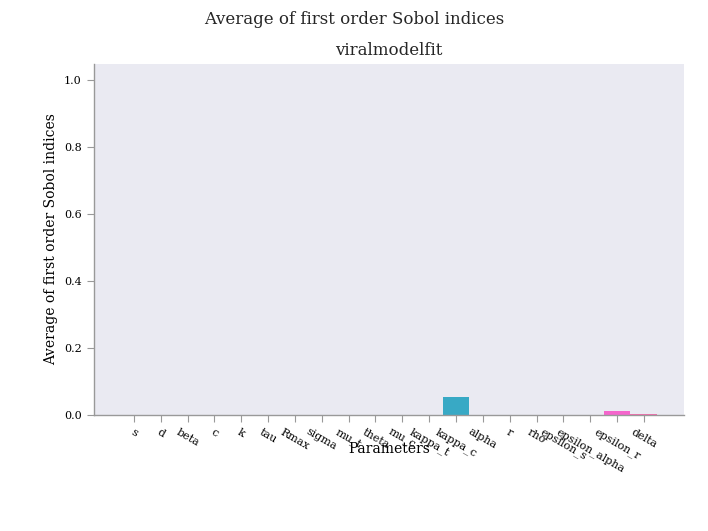 Average of first order Sobol indices
viralmodelfit
Average of first order Sobol indices
1.0
0.8
0.6
0.4
0.2
0.0
s
d
beta
c
k
tau
Rmax
sigma
mu_t
theta
mu_c
kappa_t
kappa_c
alpha
r
rho
epsilon_s
epsilon_alpha
epsilon_r
delta
Parameters